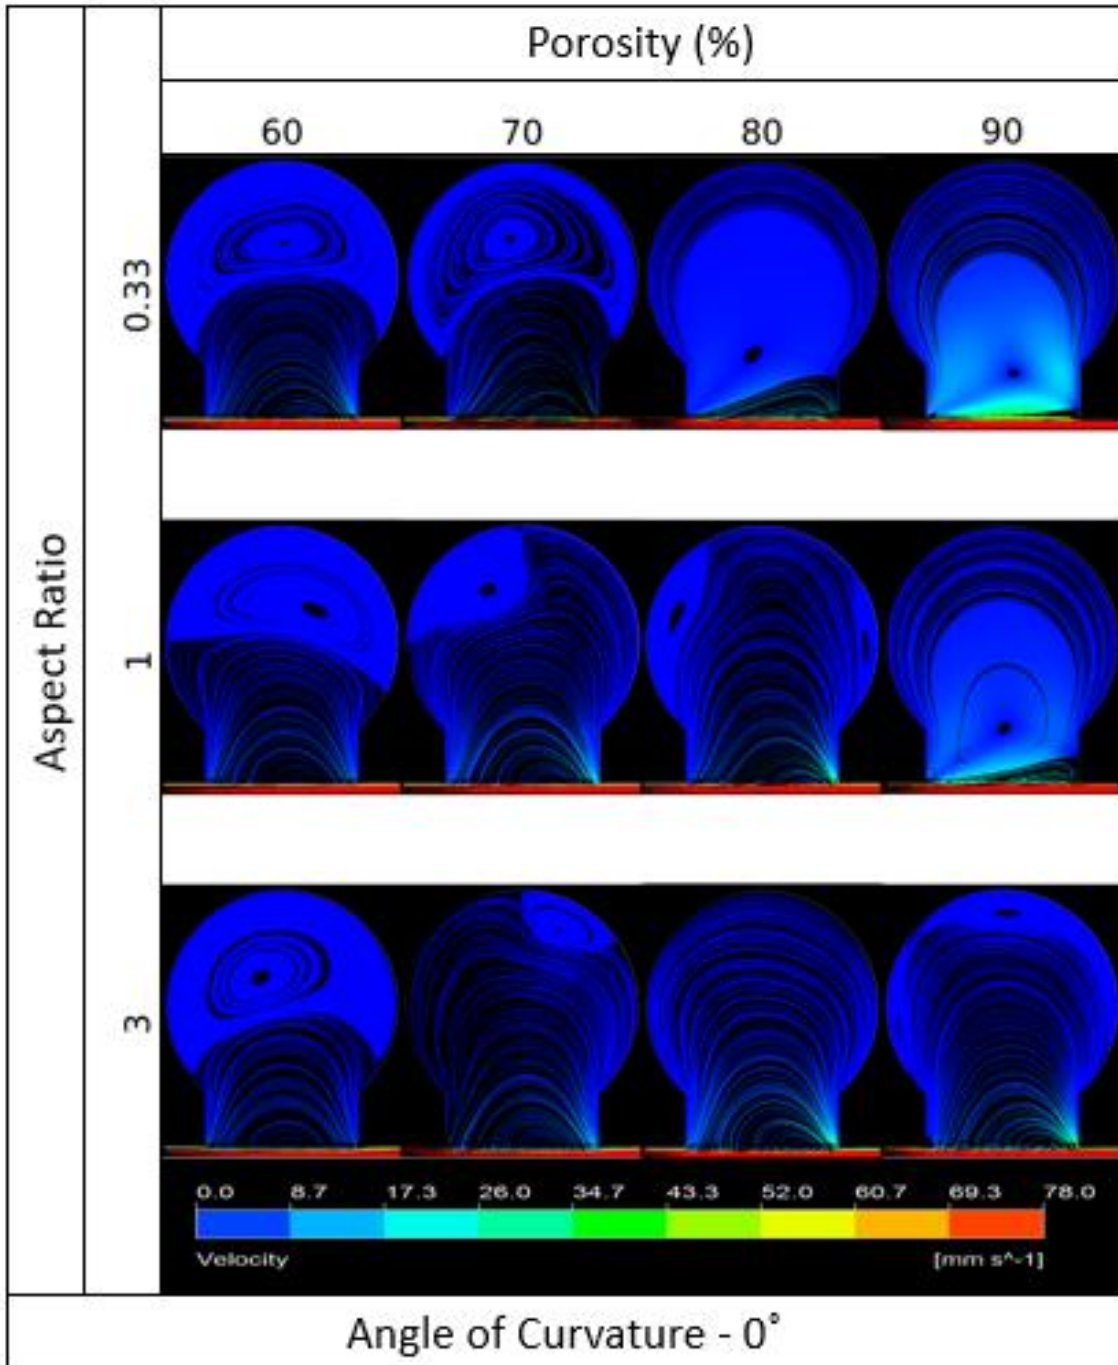 Porosity (%)
60 70 80 90
Aspect Ratio
0.33
1
3
0.0 8.7 17.3 26.0 34.7 43.3 52.0 60.7 69.3 78.0
Velocity [mm s^-1]
Angle of Curvature - 0°